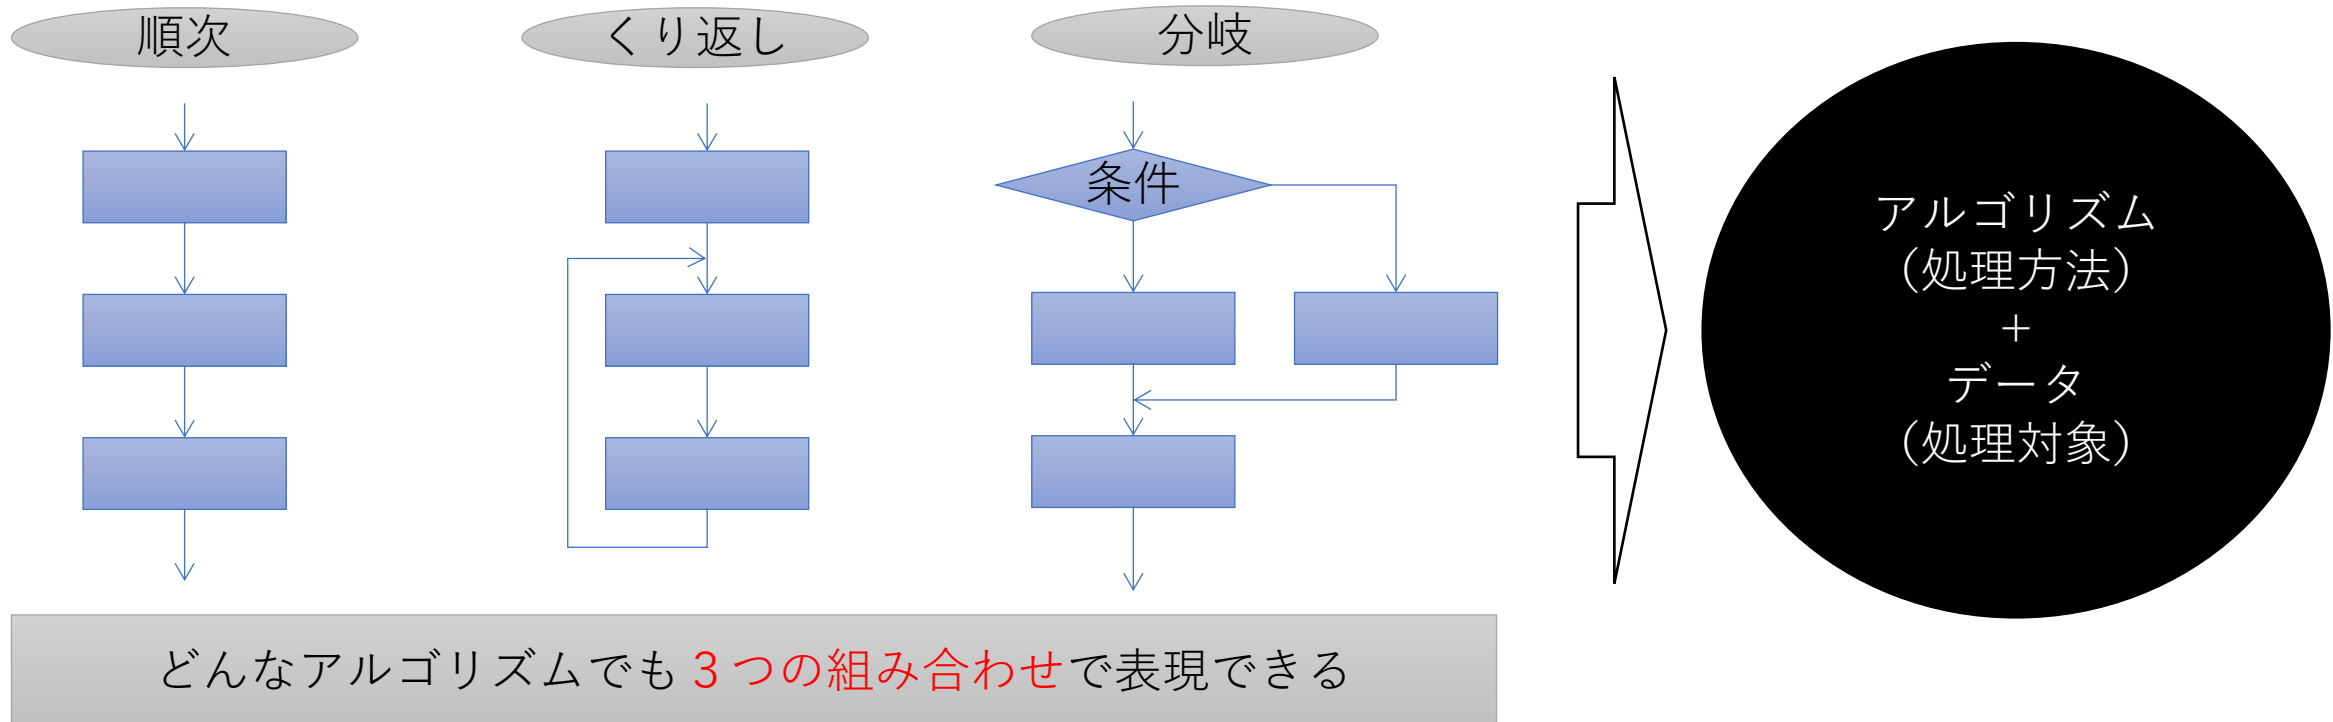 順次
くり返し
分岐
条件
どんなアルゴリズムでも３つの組み合わせで表現できる
アルゴリズム
（処理方法）
＋
データ
（処理対象）